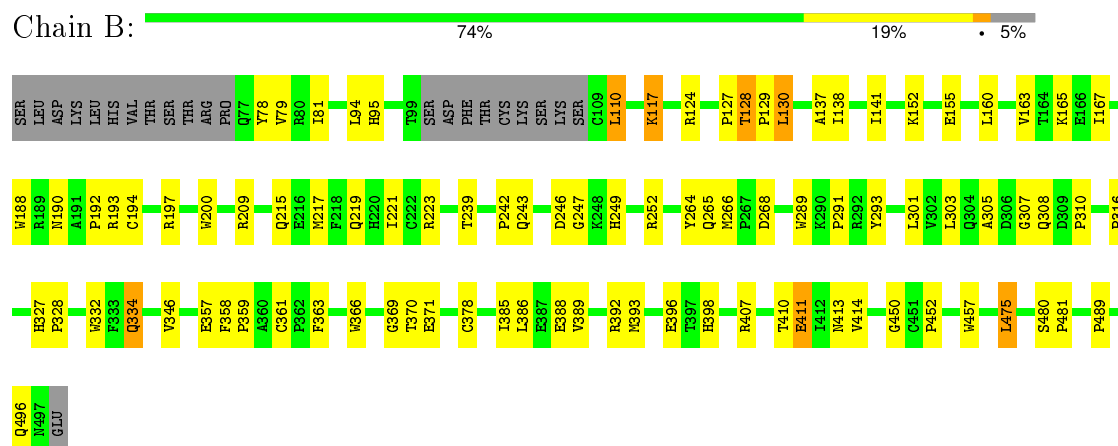 Chain B:
74% 19% • 5%
SER LEU ASP LYS LEU HIS VAL THR SER THR ARG PRO Q77 Y78 V79 R80 I81 L94 H95 T99 SER ASP PHE THR CYS LYS SER LYS SER C109 L110 K117 R124 P127 T128 P129 L130 A137 I138 I141 K152 E155 L160 V163 T164 K165 E166 I167
W188 R189 N190 A191 P192 R193 C194 R197 W200 R209 Q215 E216 M217 F218 Q219 H220 I221 C222 R223 T239 P242 Q243 D246 G247 K248 H249 R252 Y264 Q265 M266 P267 D268 W289 K290 P291 R292 Y293 L301 V302 L303 Q304 A305 D306 G307 Q308 D309 P310
H327 P328 W332 F333 Q334 V346 E357 F358 P359 A360 C361 P362 F363 W366 G369 T370 E371 C378 I385 L386 E387 E388 V389 R392 M393 E396 T397 H398 R407 T410 E411 I412 N413 V414 G450 C451 P452 W457 L475 S480 P481 P489
Q496 N497 GLU